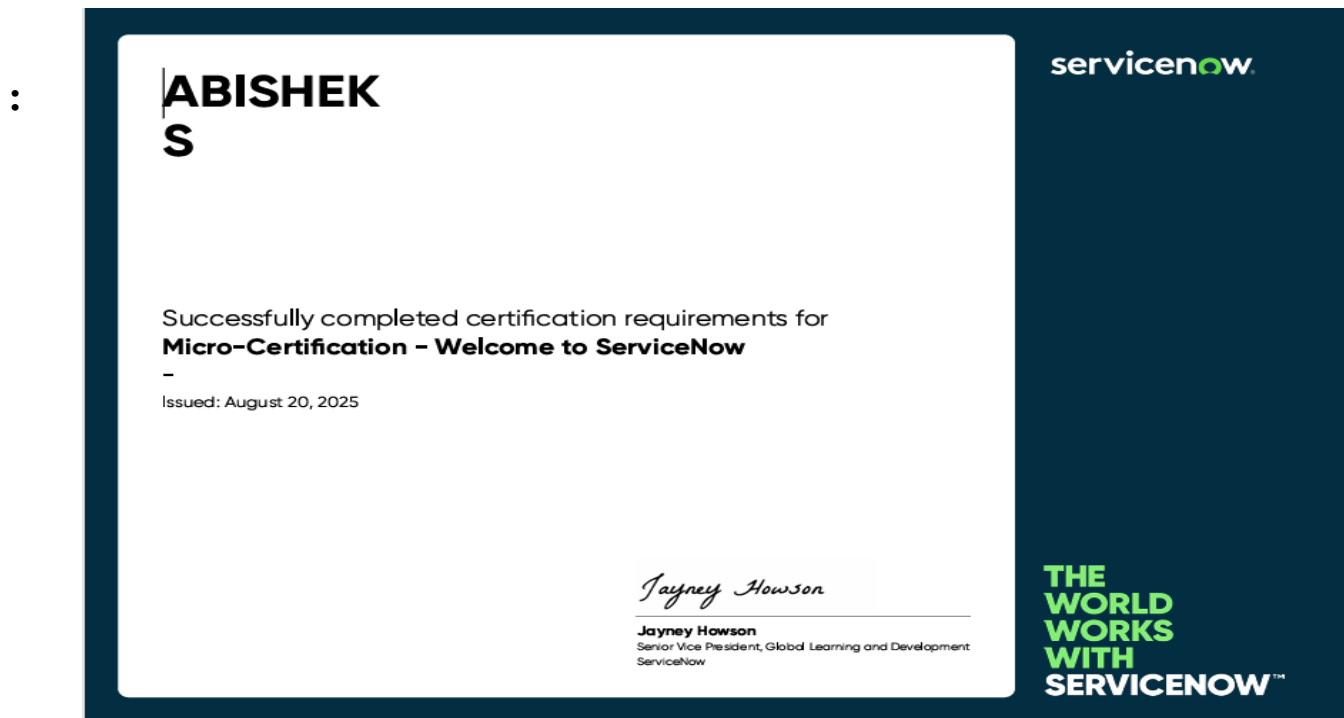 :
ABISHEK
S
Successfully completed certification requirements for
Micro-Certification - Welcome to ServiceNow
-
Issued: August 20, 2025
Jayney Howson
Jayney Howson
Senior Vice President, Global Learning and Development
ServiceNow
servicenow.
THE
WORLD
WORKS
WITH
SERVICENOW™